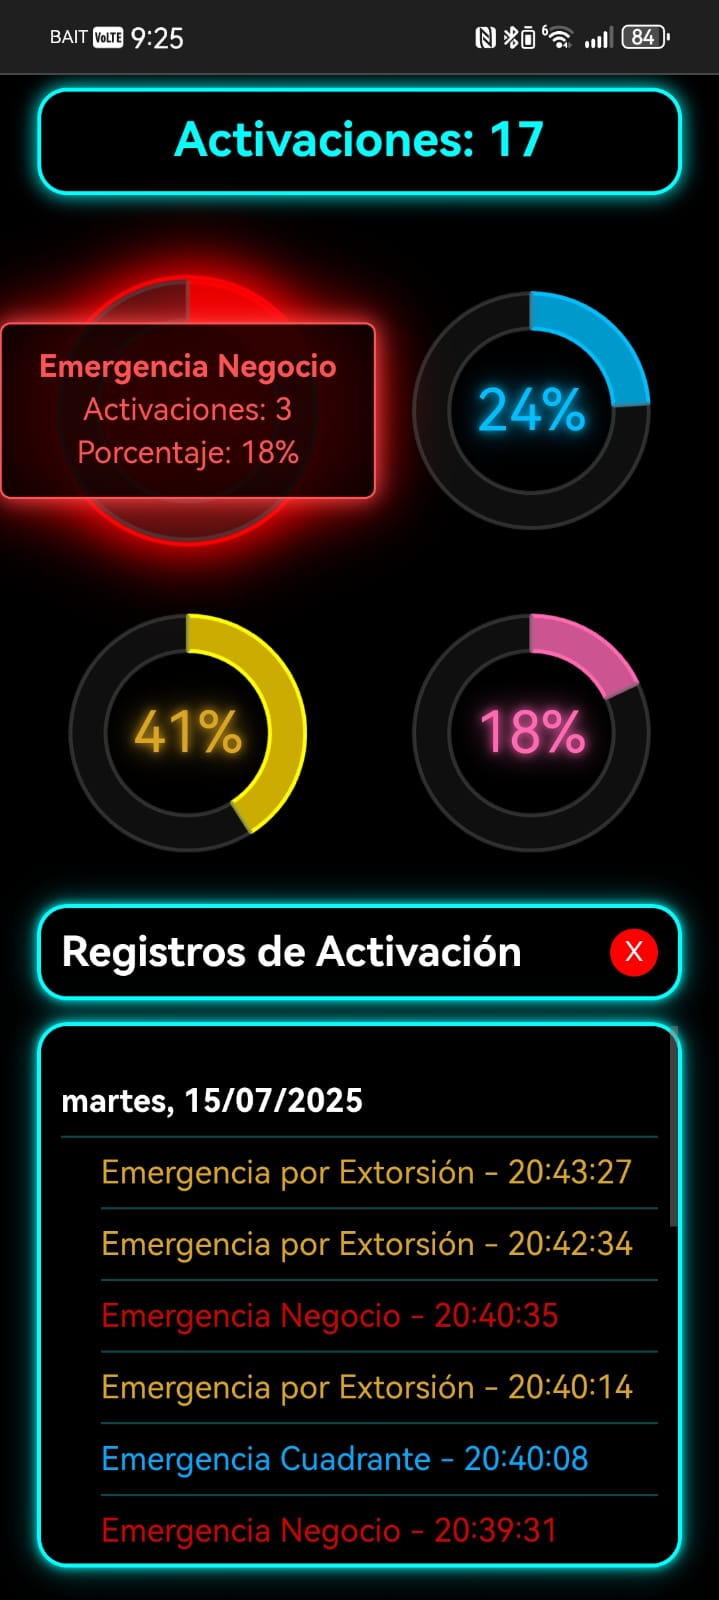 BAIT VoLTE 9:25 6 84
Activaciones: 17
Emergencia Negocio
Activaciones: 3
Porcentaje: 18%
24%
41%
18%
Registros de Activación X
martes, 15/07/2025
Emergencia por Extorsión - 20:43:27
Emergencia por Extorsión - 20:42:34
Emergencia Negocio - 20:40:35
Emergencia por Extorsión - 20:40:14
Emergencia Cuadrante - 20:40:08
Emergencia Negocio - 20:39:31